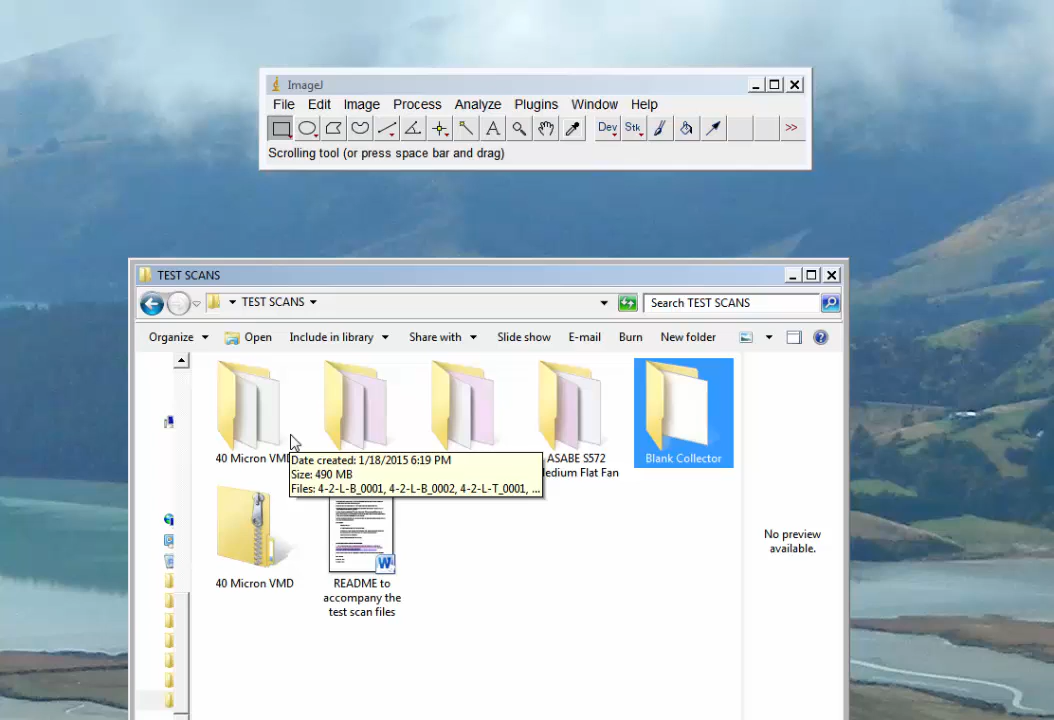 ImageJ
File Edit Image Process Analyze Plugins Window Help
A Dev Stk >>
Scrolling tool (or press space bar and drag)
TEST SCANS
TEST SCANS Search TEST SCANS
Organize Open Include in library Share with Slide show E-mail Burn New folder
40 Micron VMD
ASABE S572
Medium Flat Fan
Blank Collector
Date created: 1/18/2015 6:19 PM
Size: 490 MB
Files: 4-2-L-B_0001, 4-2-L-B_0002, 4-2-L-T_0001, ...
No preview
available.
W
40 Micron VMD
README to
accompany the
test scan files